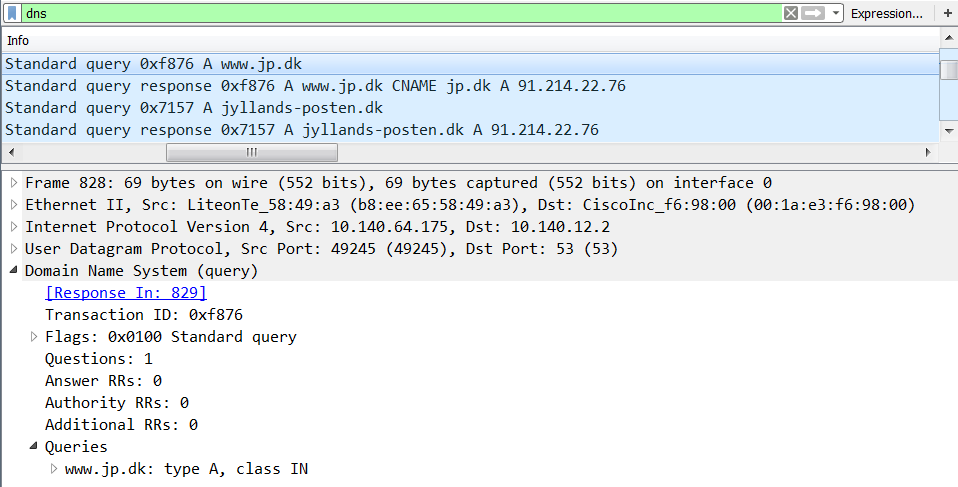 dns
Expression...
+
Info
Standard query 0xf876 A www.jp.dk
Standard query response 0xf876 A www.jp.dk CNAME jp.dk A 91.214.22.76
Standard query 0x7157 A jyllands-posten.dk
Standard query response 0x7157 A jyllands-posten.dk A 91.214.22.76
Frame 828: 69 bytes on wire (552 bits), 69 bytes captured (552 bits) on interface 0
Ethernet II, Src: LiteonTe_58:49:a3 (b8:ee:65:58:49:a3), Dst: CiscoInc_f6:98:00 (00:1a:e3:f6:98:00)
Internet Protocol Version 4, Src: 10.140.64.175, Dst: 10.140.12.2
User Datagram Protocol, Src Port: 49245 (49245), Dst Port: 53 (53)
Domain Name System (query)
[Response In: 829]
Transaction ID: 0xf876
Flags: 0x0100 Standard query
Questions: 1
Answer RRs: 0
Authority RRs: 0
Additional RRs: 0
Queries
www.jp.dk: type A, class IN